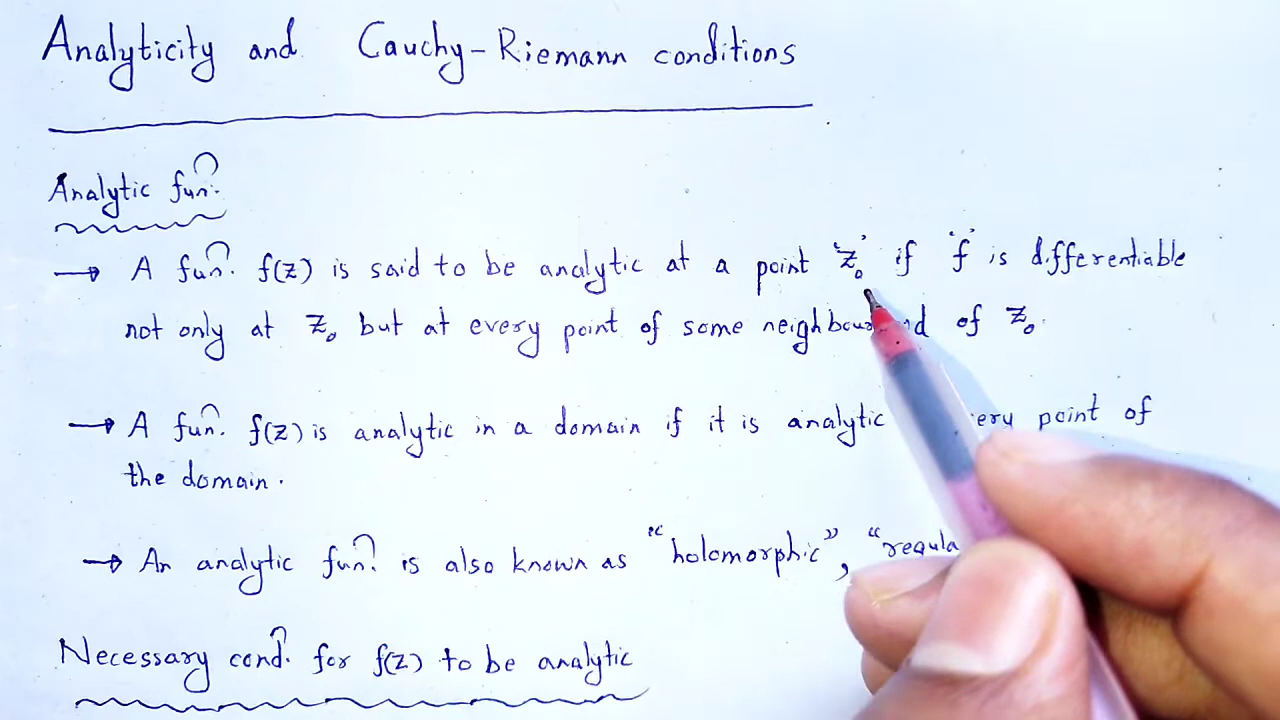 Analyticity and Cauchy-Riemann conditions
Analytic fun.
→ A fun. f(z) is said to be analytic at a point 'z₀' if 'f' is differentiable
not only at z₀ but at every point of some of z₀.
→ A fun. f(z) is analytic in a domain if it is analytic point of
the domain.
→ An analytic fun. is also known as "holomorphic", "
Necessary cond. for f(z) to be analytic